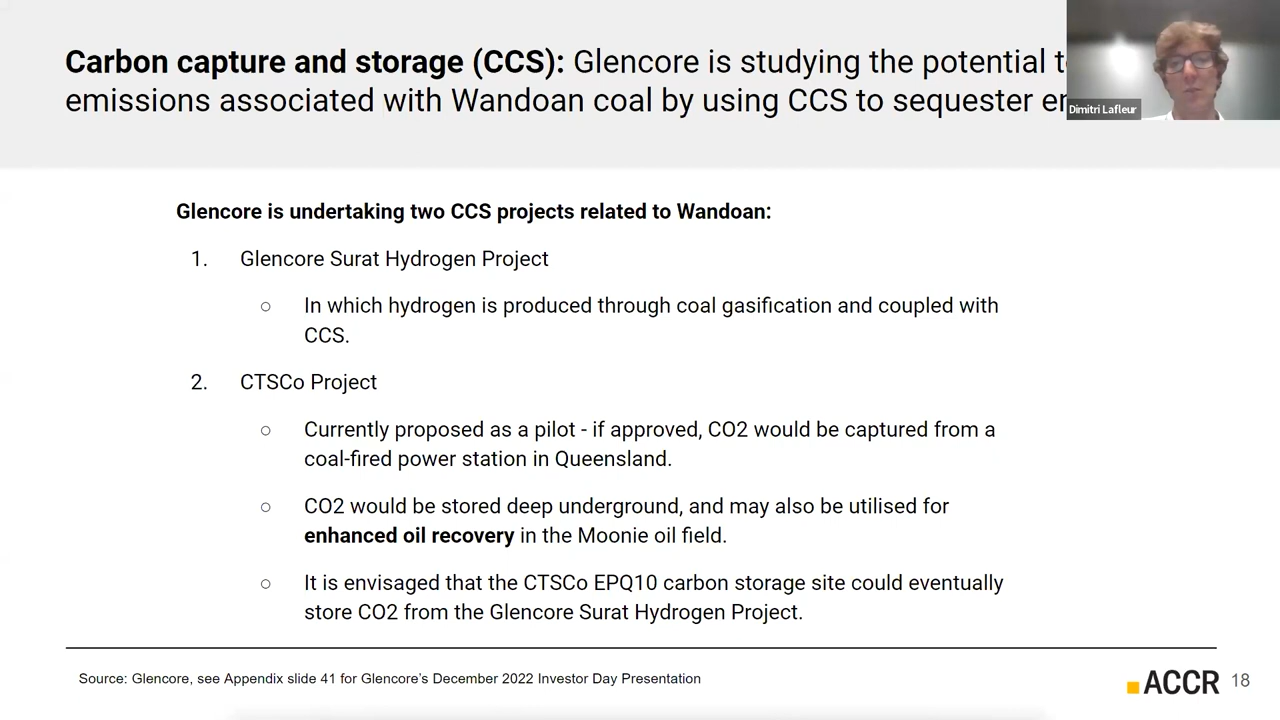 Carbon capture and storage (CCS): Glencore is studying the potential
emissions associated with Wandoan coal by using CCS to sequester
Dimitri Lafleur
Glencore is undertaking two CCS projects related to Wandoan:
1. Glencore Surat Hydrogen Project
○ In which hydrogen is produced through coal gasification and coupled with
CCS.
2. CTSCo Project
○ Currently proposed as a pilot - if approved, CO2 would be captured from a
coal-fired power station in Queensland.
○ CO2 would be stored deep underground, and may also be utilised for
enhanced oil recovery in the Moonie oil field.
○ It is envisaged that the CTSCo EPQ10 carbon storage site could eventually
store CO2 from the Glencore Surat Hydrogen Project.
Source: Glencore, see Appendix slide 41 for Glencore's December 2022 Investor Day Presentation
ACCR 18